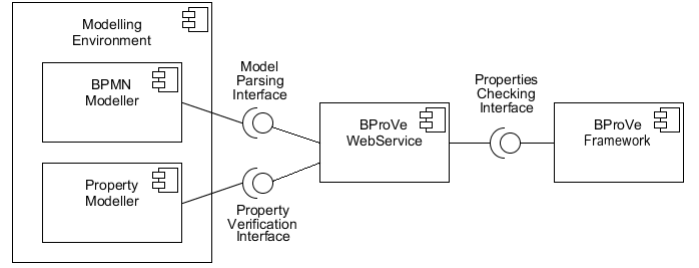 Modelling
Environment
BPMN
Modeller
Property
Modeller
Model
Parsing
Interface
Property
Verification
Interface
BProVe
WebService
Properties
Checking
Interface
BProVe
Framework